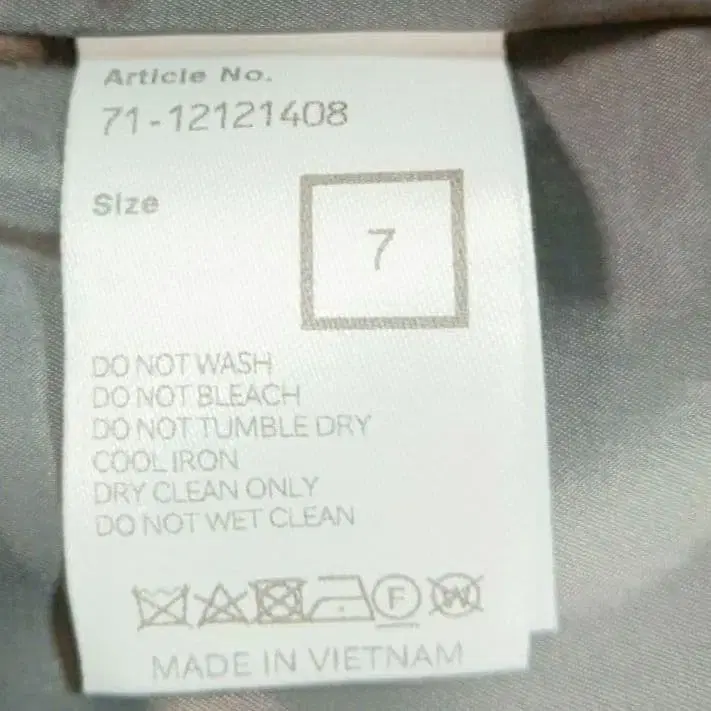 Article No.
71-12121408
Size
7
DO NOT WASH
DO NOT BLEACH
DO NOT TUMBLE DRY
COOL IRON
DRY CLEAN ONLY
DO NOT WET CLEAN
F W
MADE IN VIETNAM